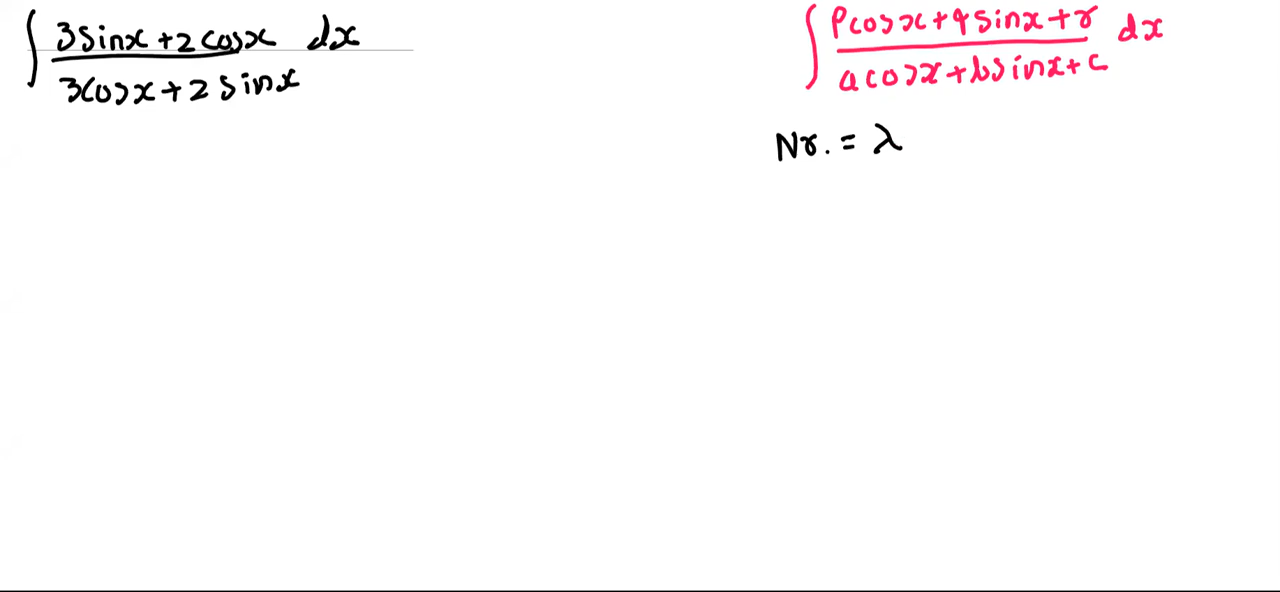 ∫ (3sinx + 2cosx) / (3cosx + 2sinx) dx
∫ (Pcosx + qsinx + r) / (acosx + bsinx + c) dx
Nr. = λ